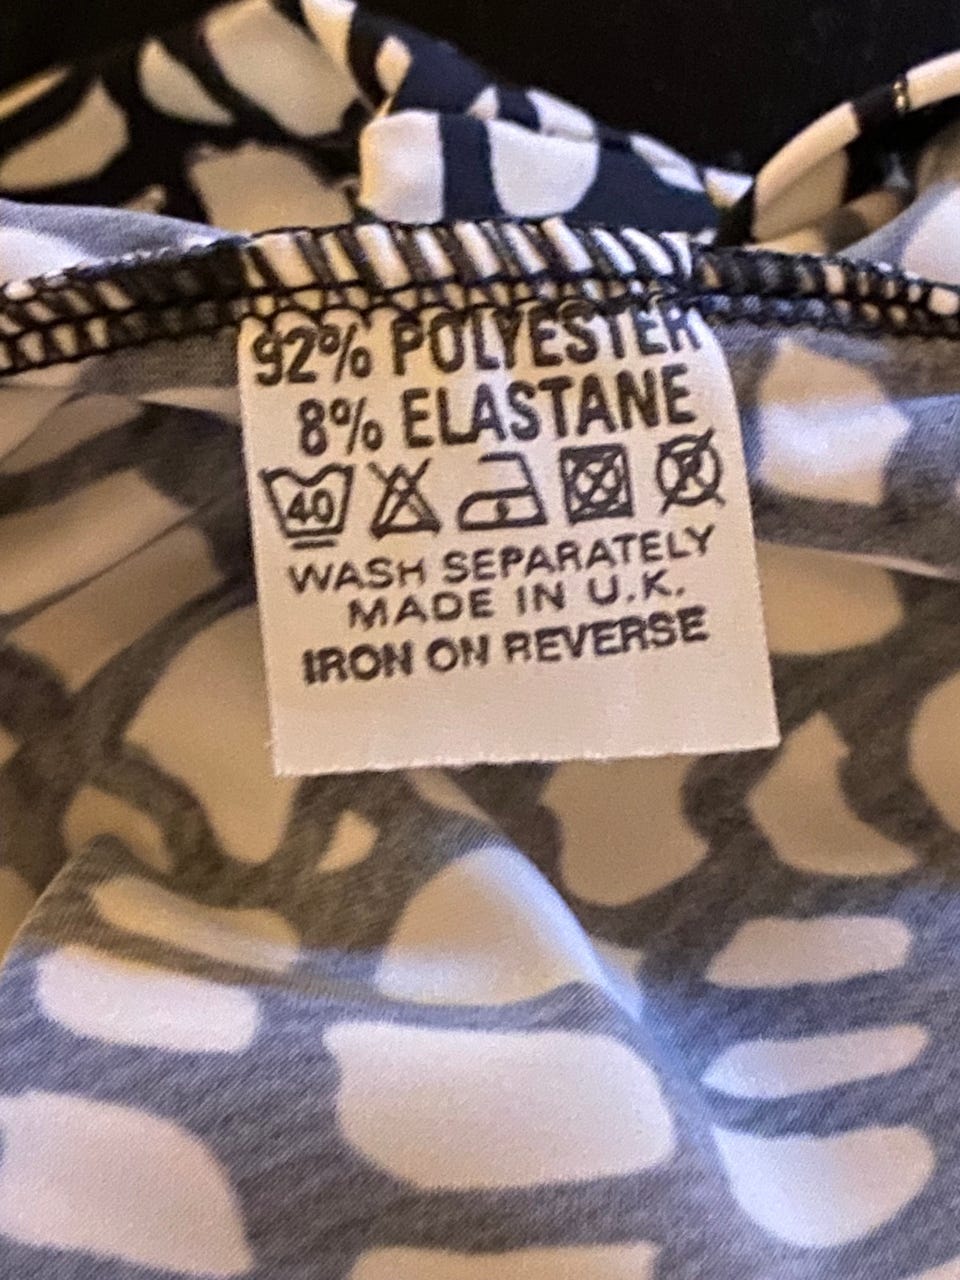 92% POLYESTER
8% ELASTANE
40 R
WASH SEPARATELY
MADE IN U.K.
IRON ON REVERSE